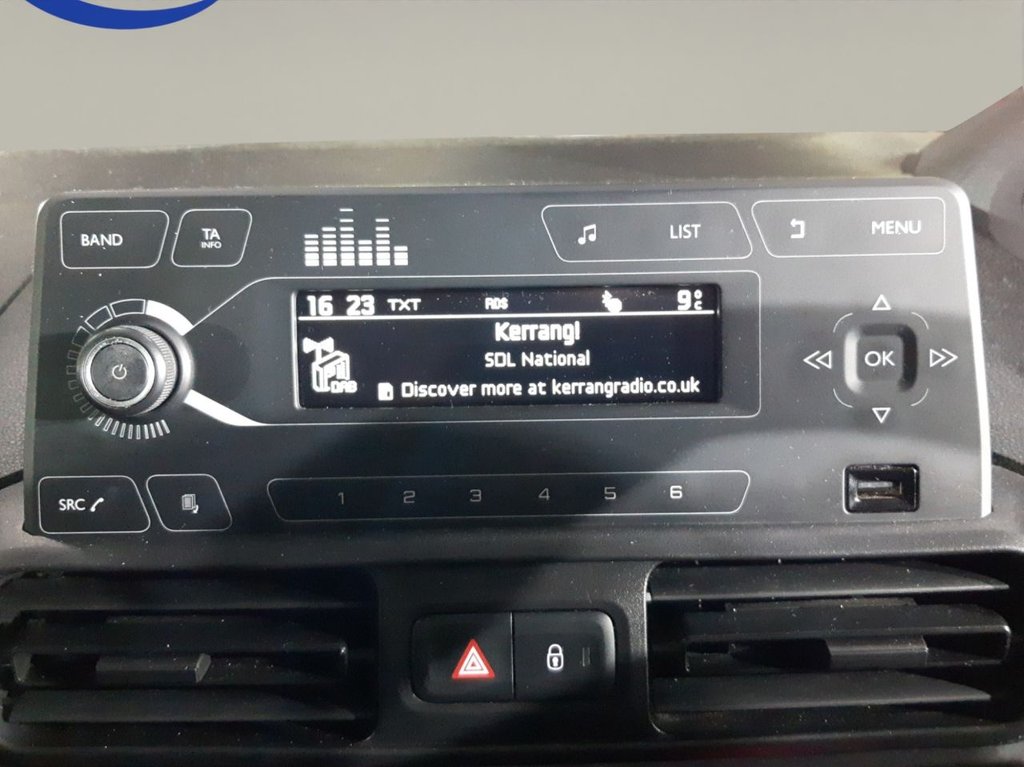 BAND
TA
INFO
LIST
MENU
16 23 TXT RDS 9°C
Kerrang!
SDL National
DAB
Discover more at kerrangradio.co.uk
OK
SRC
1 2 3 4 5 6